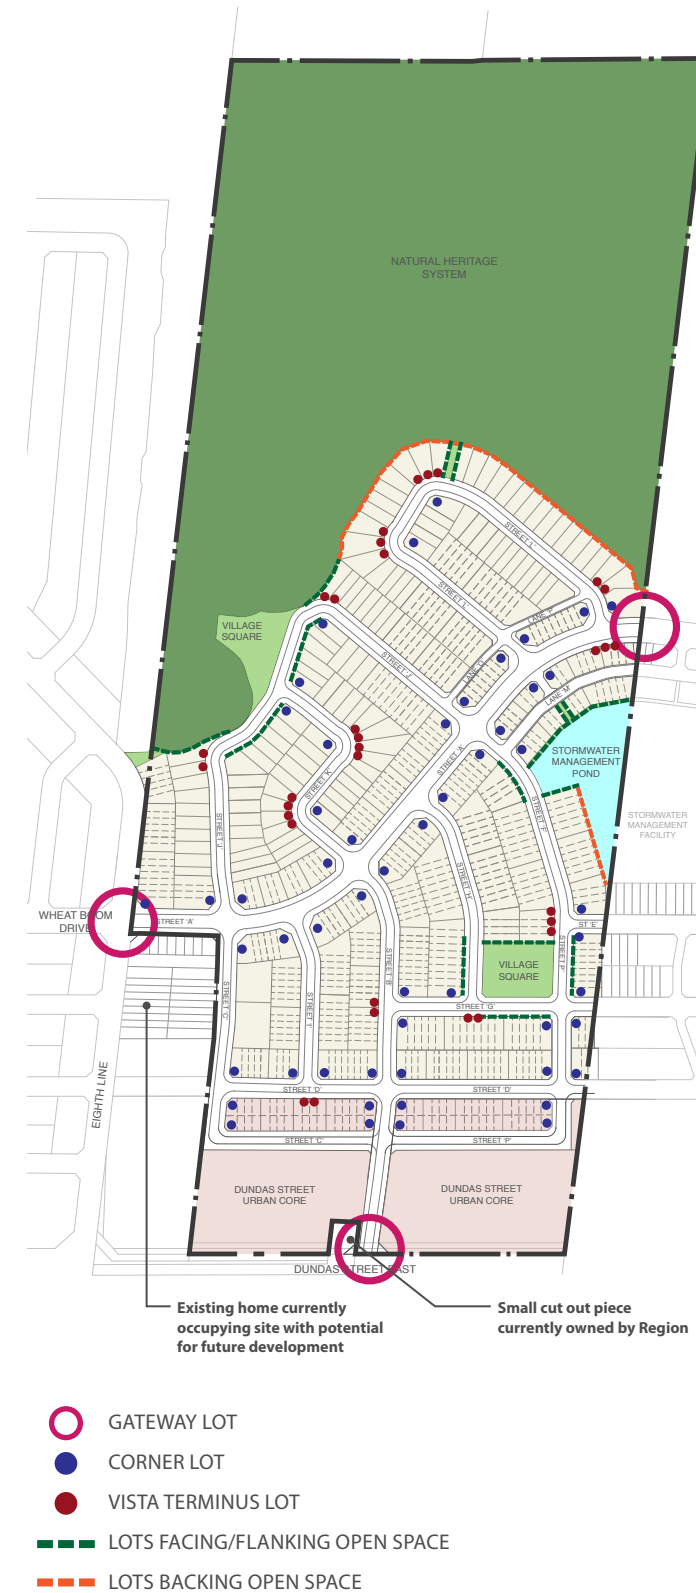 NATURAL HERITAGE
SYSTEM
STREET 'L'
STREET 'L'
LANE 'P'
VILLAGE
SQUARE
STREET 'J'
LANE 'O'
LANE 'M'
STREET 'A'
STORMWATER
MANAGEMENT
POND
STREET 'K'
STREET 'P'
STREET 'J'
STORMWATER
MANAGEMENT
FACILITY
STREET 'H'
WHEAT BOOM
DRIVE
STREET 'A'
ST 'E'
STREET 'P'
VILLAGE
SQUARE
STREET 'B'
STREET 'C'
STREET 'I'
STREET 'G'
EIGHTH LINE
STREET 'D'
STREET 'D'
STREET 'C'
STREET 'P'
DUNDAS STREET
URBAN CORE
DUNDAS STREET
URBAN CORE
DUNDAS STREET EAST
Existing home currently
occupying site with potential
for future development
Small cut out piece
currently owned by Region
GATEWAY LOT
CORNER LOT
VISTA TERMINUS LOT
LOTS FACING/FLANKING OPEN SPACE
LOTS BACKING OPEN SPACE